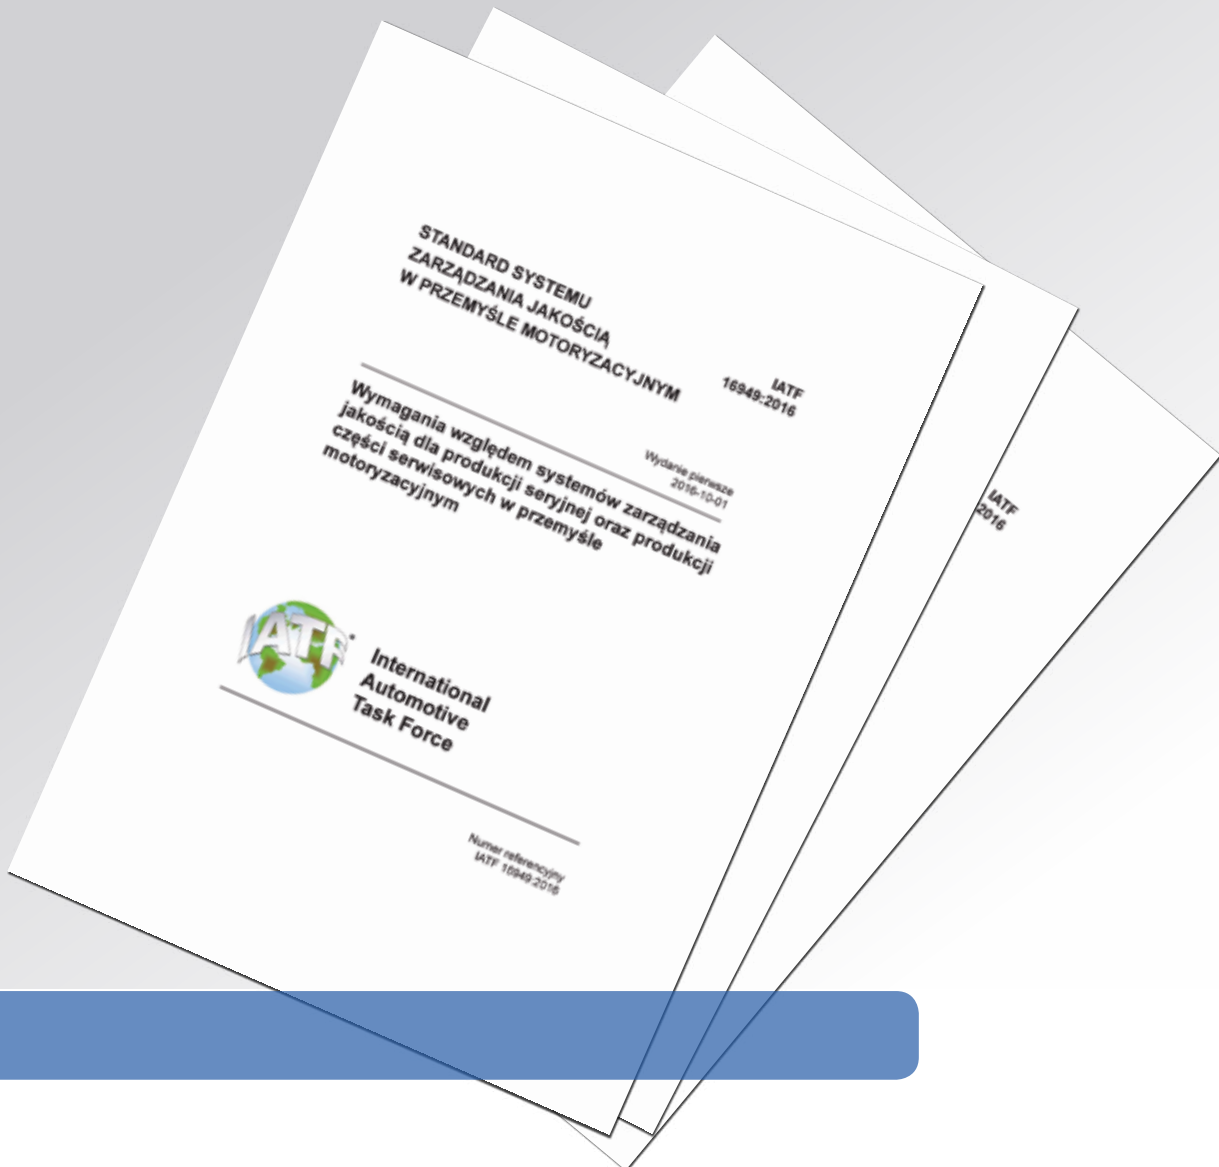 STANDARD SYSTEMU
ZARZĄDZANIA JAKOŚCIĄ
W PRZEMYŚLE MOTORYZACYJNYM
IATF
16949:2016
Wydanie pierwsze
2016-10-01
Wymagania względem systemów zarządzania
jakością dla produkcji seryjnej oraz produkcji
części serwisowych w przemyśle
motoryzacyjnym
IATF
International
Automotive
Task Force
Numer referencyjny
IATF 16949:2016
IATF
2016